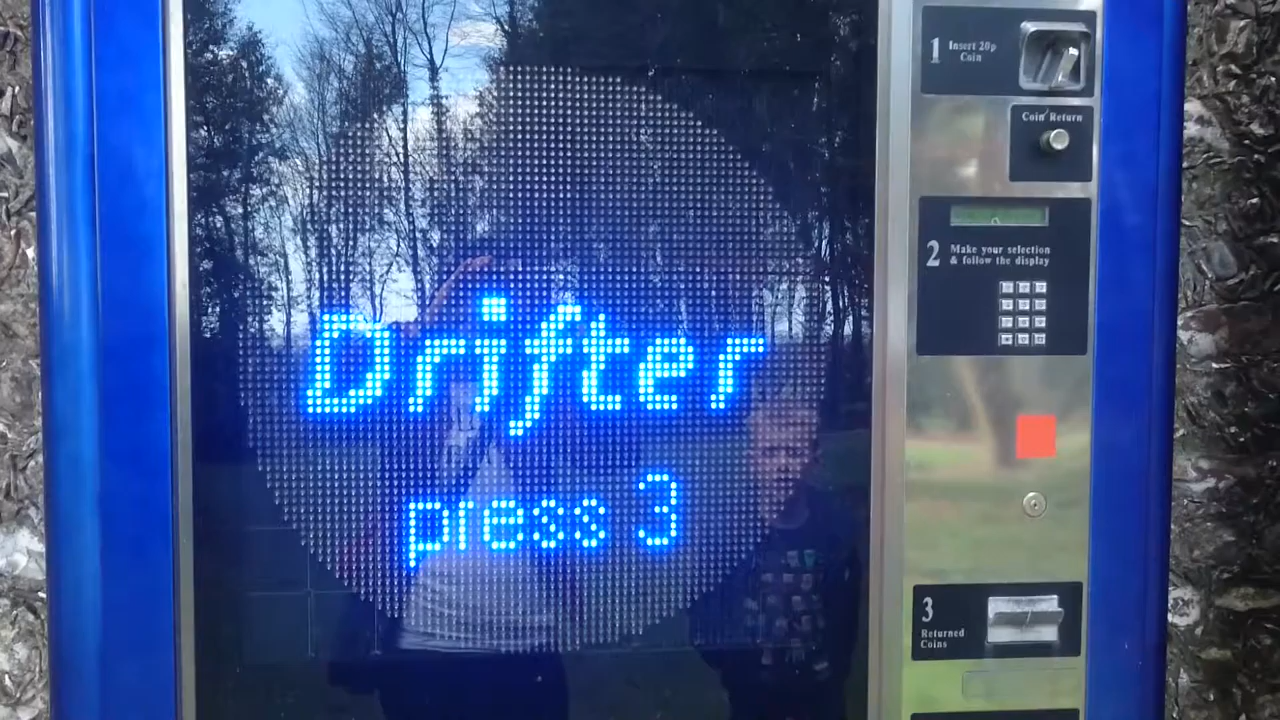 Drifter
press 3
1 Insert 20p
Coin
Coin Return
2 Make your selection
& follow the display
3
Returned
Coins